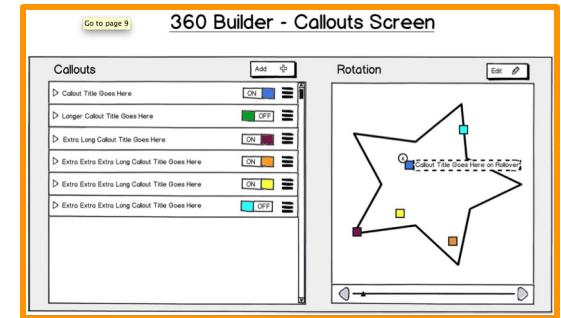 Go to page 9
360 Builder - Callouts Screen
Callouts
Add
Callout Title Goes Here
ON
Longer Callout Title Goes Here
OFF
Extra Long Callout Title Goes Here
ON
Extra Extra Extra Long Callout Title Goes Here
ON
Extra Extra Extra Long Callout Title Goes Here
ON
Extra Extra Extra Long Callout Title Goes Here
OFF
Rotation
Edit
x
Callout Title Goes Here on Rollover